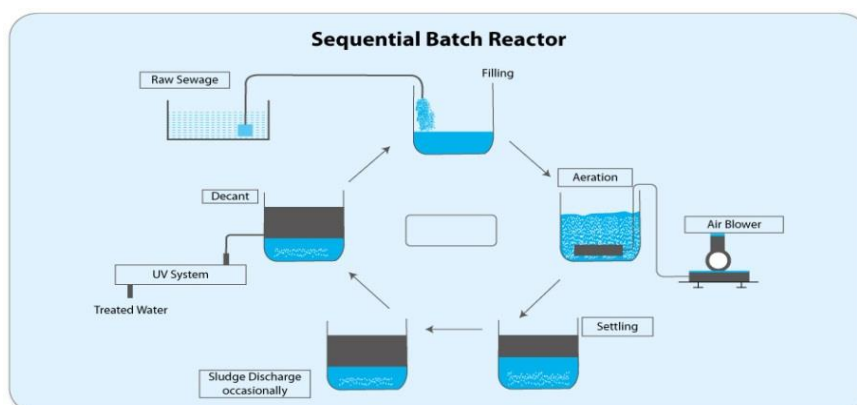 Sequential Batch Reactor
Raw Sewage
Filling
Aeration
Air Blower
Decant
UV System
Treated Water
Settling
Sludge Discharge
occasionally